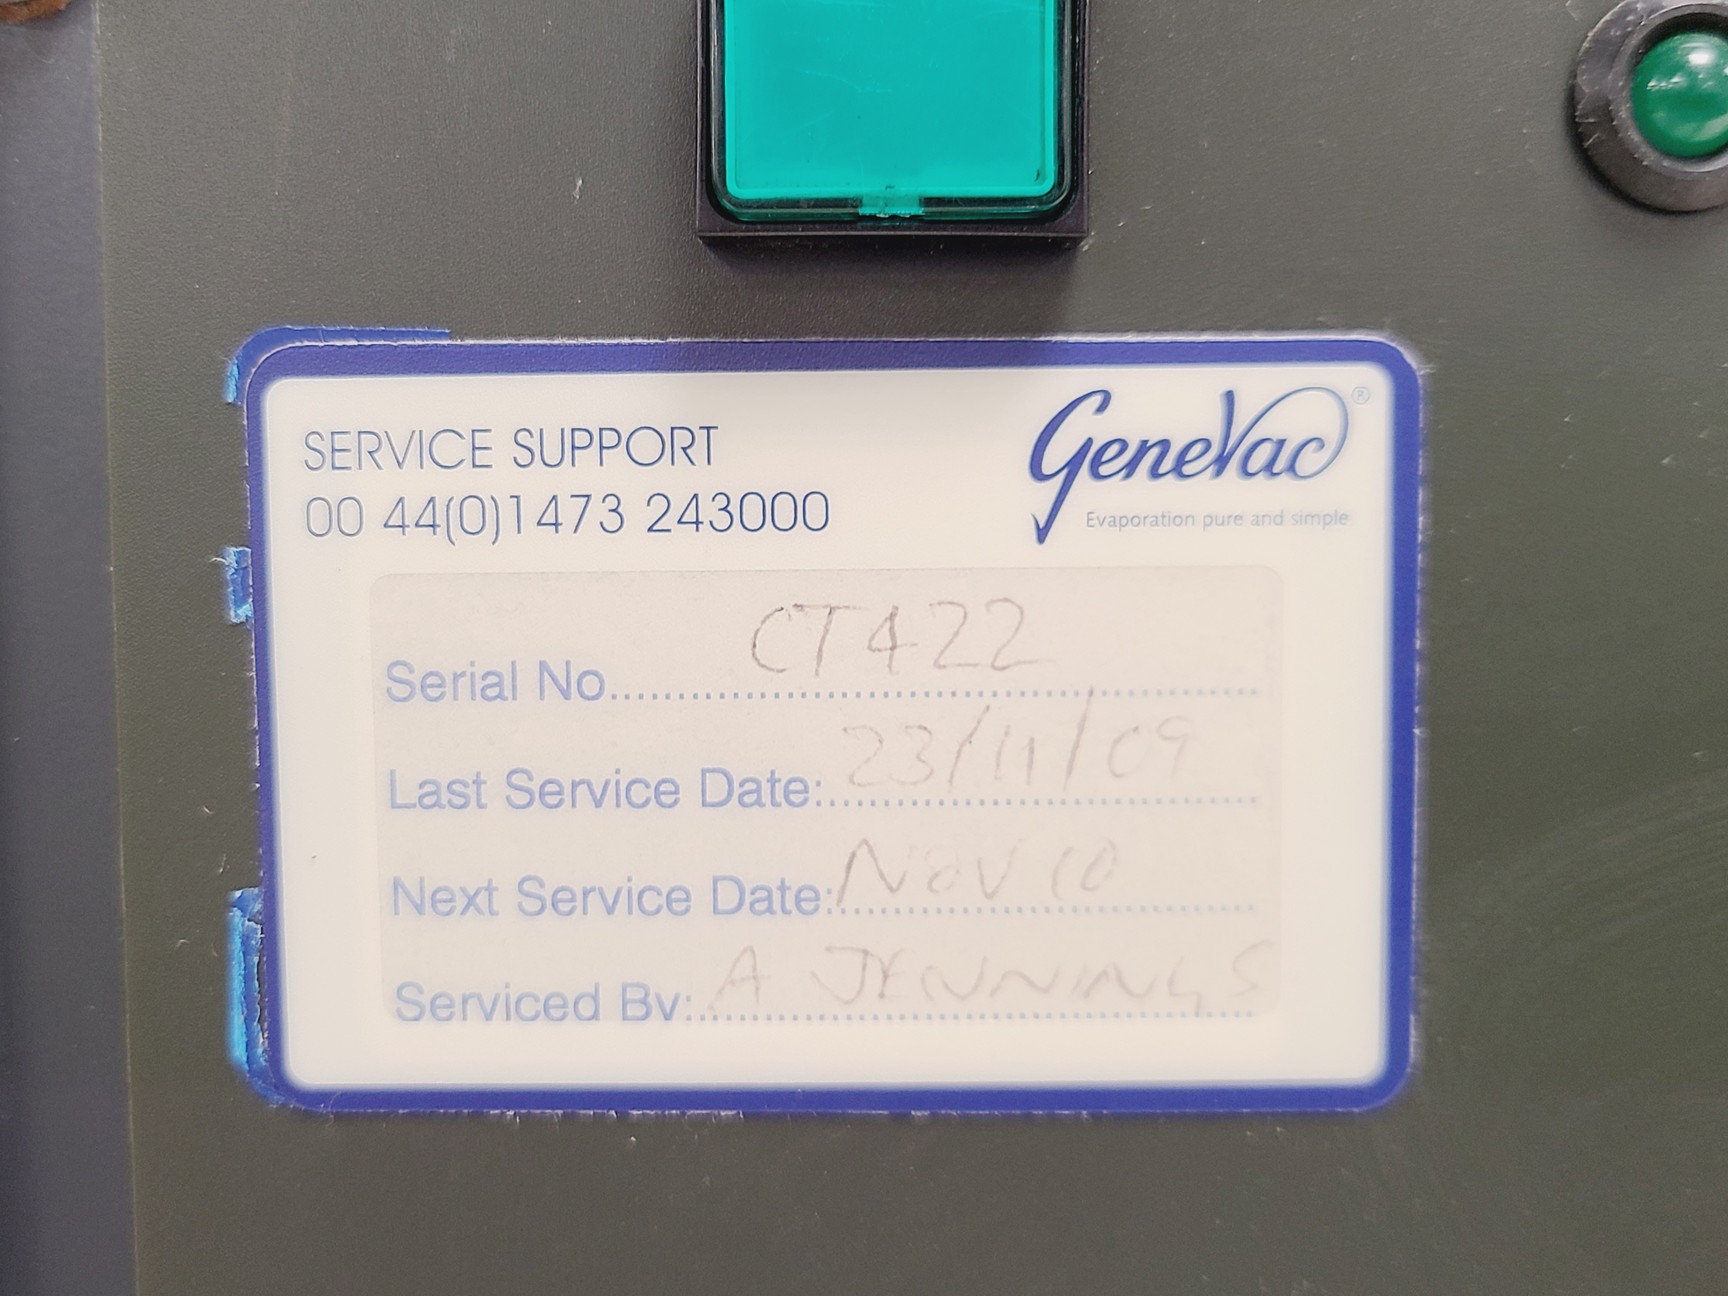 SERVICE SUPPORT
00 44(0)1473 243000
GeneVac®
Evaporation pure and simple
Serial No. CT422
Last Service Date: 23/11/09
Next Service Date: Nov 10
Serviced By: A JENNINGS